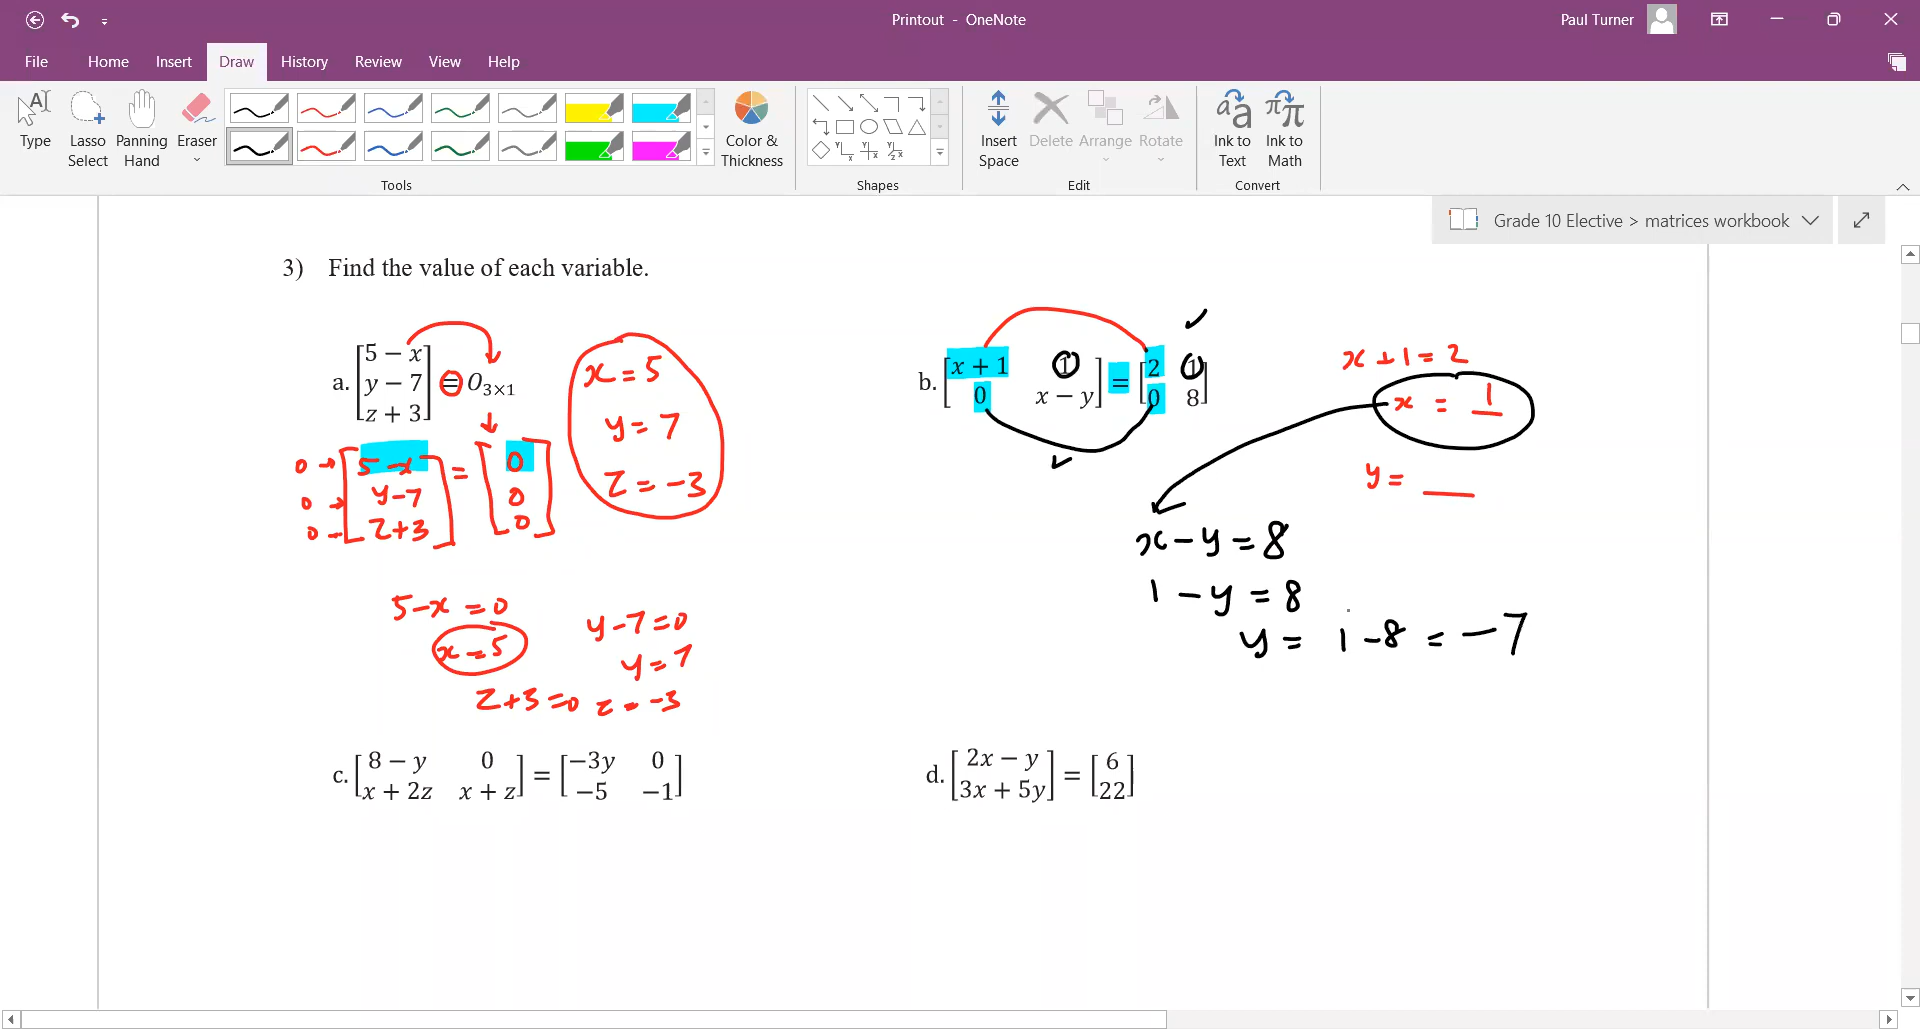 Printout - OneNote
Paul Turner
File Home Insert Draw History Review View Help
Type
Lasso Select
Panning Hand
Eraser
Color & Thickness
Insert Space
Delete
Arrange
Rotate
Ink to Text
Ink to Math
Tools
Shapes
Edit
Convert
Grade 10 Elective > matrices workbook
3) Find the value of each variable.
a. [5 − x
y − 7
z + 3] = O₃ₓ₁
x = 5
y = 7
z = -3
0 → [5 - x
0 → y - 7
0 → z + 3] = [0
0
0]
5 - x = 0
x = 5
y - 7 = 0
y = 7
z + 3 = 0 z = -3
b. [x + 1 1
0 x − y] = [2 1
0 8]
x + 1 = 2
x = 1
y = __
x - y = 8
1 - y = 8
y = 1 - 8 = -7
c. [8 − y 0
x + 2z x + z] = [−3y 0
−5 −1]
d. [2x − y
3x + 5y] = [6
22]